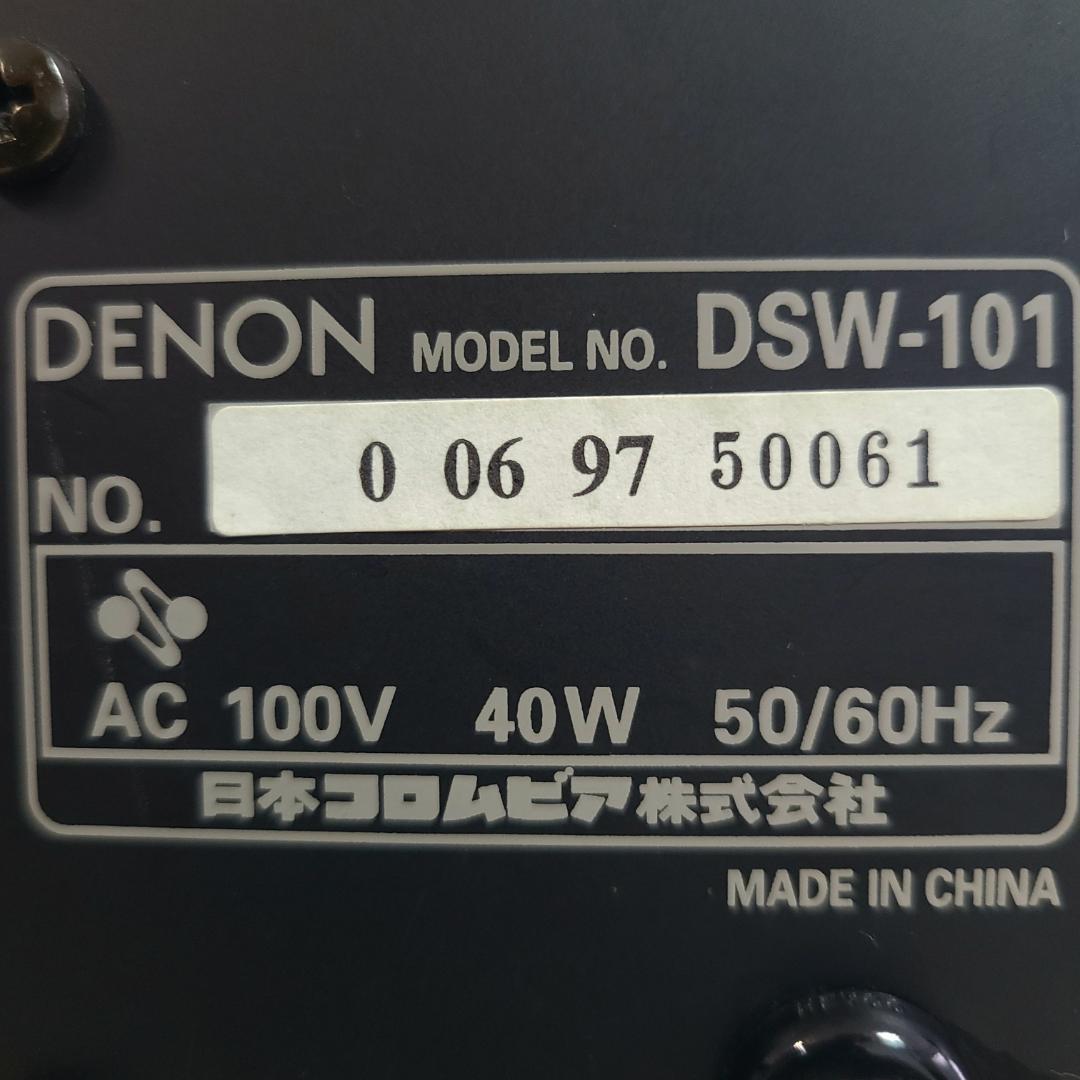 DENON MODEL NO. DSW-101
NO. 0 06 97 50061
AC 100V 40W 50/60Hz
日本コロムビア株式会社
MADE IN CHINA